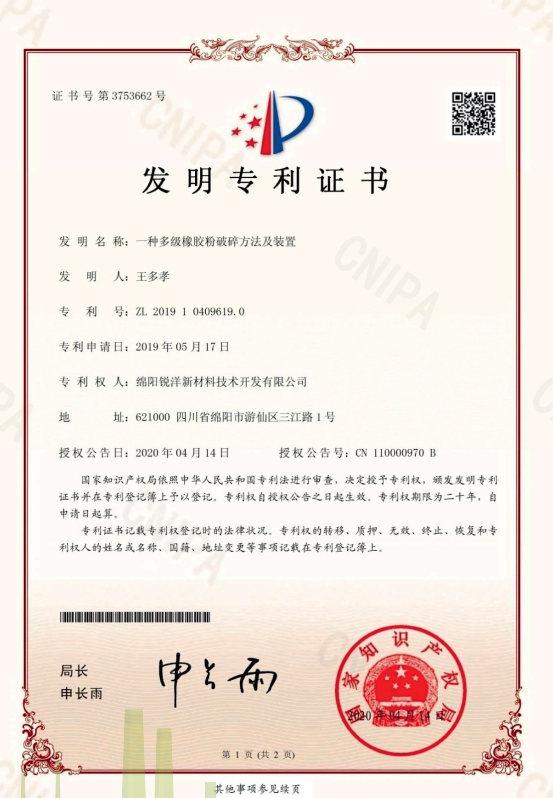 证书号第3753662号
发明专利证书
发明名称：一种多级橡胶粉破碎方法及装置
发明人：王多孝
专利号：ZL 2019 1 0409619.0
专利申请日：2019年05月17日
专利权人：绵阳锐洋新材料技术开发有限公司
地址：621000 四川省绵阳市游仙区三江路1号
授权公告日：2020年04月14日 授权公告号：CN 110000970 B
国家知识产权局依照中华人民共和国专利法进行审查，决定授予专利权，颁发发明专利
证书并在专利登记簿上予以登记。专利权自授权公告之日起生效。专利权期限为二十年，自
申请日起算。
专利证书记载专利权登记时的法律状况。专利权的转移、质押、无效、终止、恢复和专
利权人的姓名或名称、国籍、地址变更等事项记载在专利登记簿上。
局长
申长雨
申长雨
国家知识产权局
2020年04月14日
第 1 页 (共 2 页)
其他事项参见续页
CNIPA
CNIPA
CNIPA
CNIPA